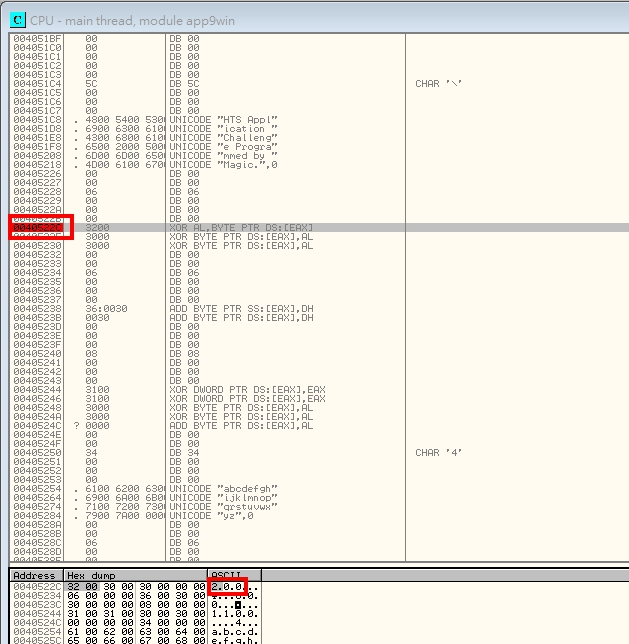 C CPU - main thread, module app9win
004051BF 00 DB 00
004051C0 00 DB 00
004051C1 00 DB 00
004051C2 00 DB 00
004051C3 00 DB 00
004051C4 5C DB 5C CHAR '\'
004051C5 00 DB 00
004051C6 00 DB 00
004051C7 00 DB 00
004051C8 . 4800 5400 530 UNICODE "HTS Appl"
004051D8 . 6900 6300 610 UNICODE "ication "
004051E8 . 4300 6800 610 UNICODE "Challeng"
004051F8 . 6500 2000 500 UNICODE "e Progra"
00405208 . 6D00 6D00 650 UNICODE "mmed by "
00405218 . 4D00 6100 670 UNICODE "Magic.",0
00405226 00 DB 00
00405227 00 DB 00
00405228 06 DB 06
00405229 00 DB 00
0040522A 00 DB 00
0040522B 00 DB 00
0040522C 3200 XOR AL,BYTE PTR DS:[EAX]
0040522E 3000 XOR BYTE PTR DS:[EAX],AL
00405230 3000 XOR BYTE PTR DS:[EAX],AL
00405232 00 DB 00
00405233 00 DB 00
00405234 06 DB 06
00405235 00 DB 00
00405236 00 DB 00
00405237 00 DB 00
00405238 36:0030 ADD BYTE PTR SS:[EAX],DH
0040523B 0030 ADD BYTE PTR DS:[EAX],DH
0040523D 00 DB 00
0040523E 00 DB 00
0040523F 00 DB 00
00405240 08 DB 08
00405241 00 DB 00
00405242 00 DB 00
00405243 00 DB 00
00405244 3100 XOR DWORD PTR DS:[EAX],EAX
00405246 3100 XOR DWORD PTR DS:[EAX],EAX
00405248 3000 XOR BYTE PTR DS:[EAX],AL
0040524A 3000 XOR BYTE PTR DS:[EAX],AL
0040524C ? 0000 ADD BYTE PTR DS:[EAX],AL
0040524E 00 DB 00
0040524F 00 DB 00
00405250 34 DB 34 CHAR '4'
00405251 00 DB 00
00405252 00 DB 00
00405253 00 DB 00
00405254 . 6100 6200 630 UNICODE "abcdefgh"
00405264 . 6900 6A00 6B0 UNICODE "ijklmnop"
00405274 . 7100 7200 730 UNICODE "qrstuvwx"
00405284 . 7900 7A00 000 UNICODE "yz",0
0040528A 00 DB 00
0040528B 00 DB 00
0040528C 06 DB 06
0040528D 00 DB 00
0040528E 00 DB 00
Address Hex dump ASCII
0040522C 32 00 30 00 30 00 00 00 2.0.0...
00405234 06 00 00 00 36 00 30 00
0040523C 30 00 00 00 08 00 00 00
00405244 31 00 31 00 30 00 30 00 1.1.0.0.
0040524C 00 00 00 00 34 00 00 00 ....4...
00405254 61 00 62 00 63 00 64 00 a.b.c.d.
0040525C 65 00 66 00 67 00 68 00 e.f.g.h.